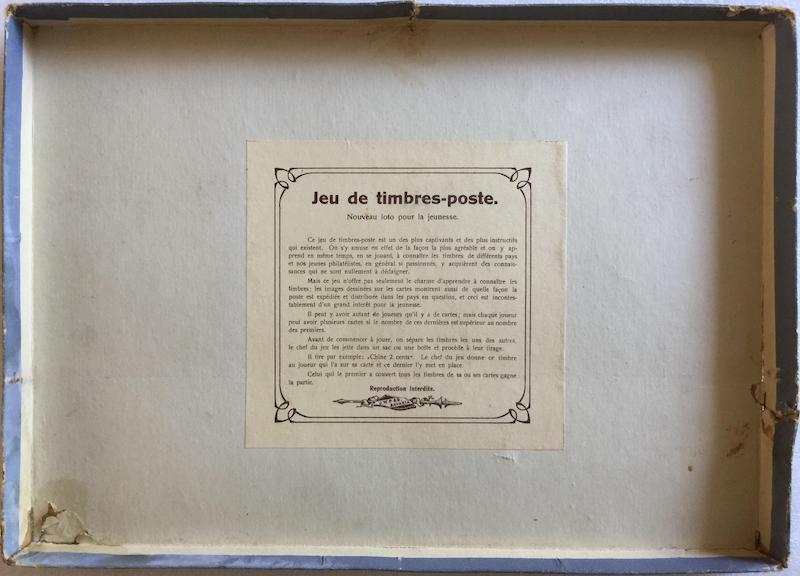 Jeu de timbres-poste.
Nouveau loto pour la jeunesse.
Ce jeu de timbres-poste est un des plus captivants et des plus instructifs
qui existent. On s'y amuse en effet de la façon la plus agréable et on y ap-
prend en même temps, en se jouant, à connaître les timbres de différents pays
et nos jeunes philatélistes, en général si passionnés, y acquièrent des connais-
sances qui ne sont nullement à dédaigner.
Mais ce jeu n'offre pas seulement le charme d'apprendre à connaître les
timbres; les images dessinées sur les cartes montrent aussi de quelle façon la
poste est expédiée et distribuée dans les pays en question, et ceci est incontes-
tablement d'un grand interêt pour la jeunesse.
Il peut y avoir autant de joueurs qu'il y a de cartes; mais chaque joueur
peut avoir plusieurs cartes si le nombre de ces dernières est supérieur au nombre
des premiers.
Avant de commencer à jouer, on sépare les timbres les uns des autres,
le chef du jeu les jette dans un sac ou une boîte et procède à leur tirage.
Il tire par exemple: „Chine 2 cents“. Le chef du jeu donne ce timbre
au joueur qui l'a sur sa carte et ce dernier l'y met en place.
Celui qui le premier a couvert tous les timbres de sa ou ses cartes gagne
la partie.
Reproduction interdite.
BAVARIA